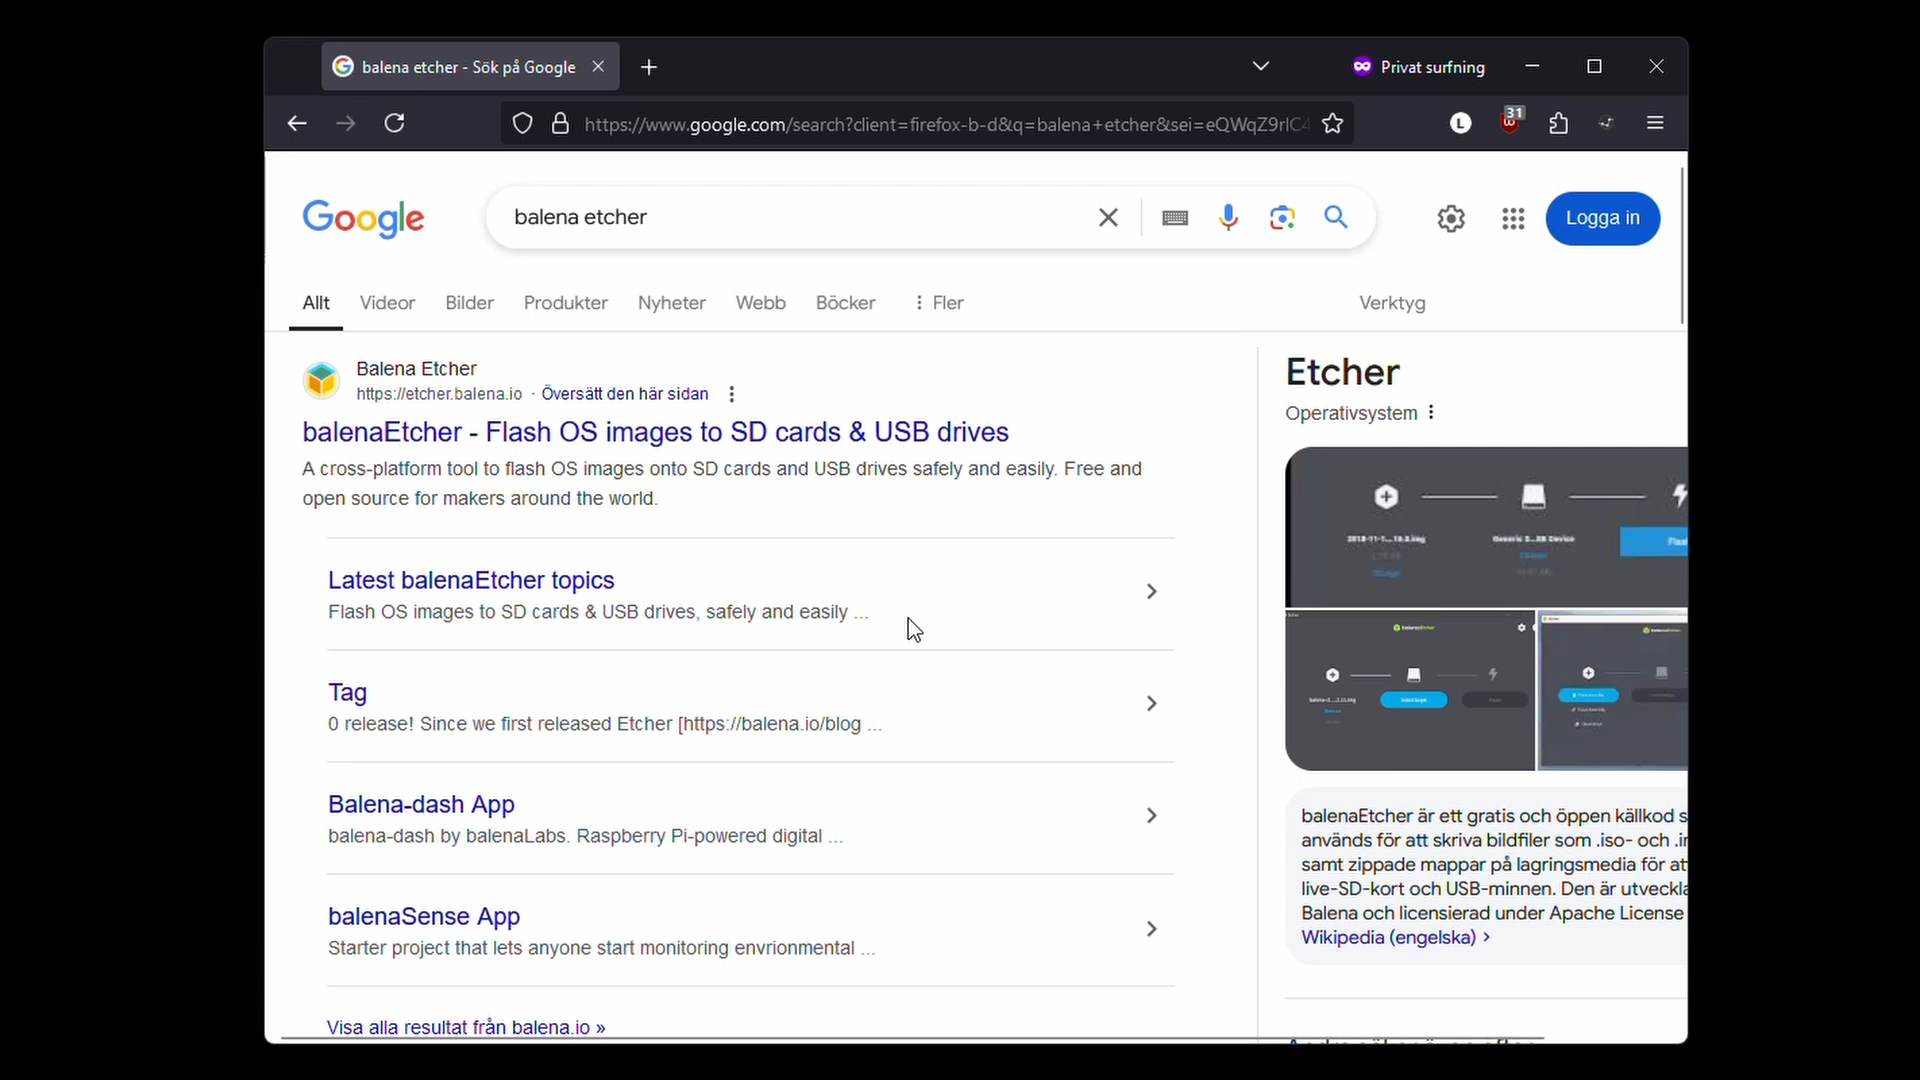 balena etcher - Sök på Google
Privat surfning
https://www.google.com/search?client=firefox-b-d&q=balena+etcher&sei=eQWqZ9rIC4
L
31
Google
balena etcher
Logga in
Allt
Videor
Bilder
Produkter
Nyheter
Webb
Böcker
Fler
Verktyg
Balena Etcher
https://etcher.balena.io · Översätt den här sidan
balenaEtcher - Flash OS images to SD cards & USB drives
A cross-platform tool to flash OS images onto SD cards and USB drives safely and easily. Free and
open source for makers around the world.
Latest balenaEtcher topics
Flash OS images to SD cards & USB drives, safely and easily ...
Tag
0 release! Since we first released Etcher [https://balena.io/blog ...
Balena-dash App
balena-dash by balenaLabs. Raspberry Pi-powered digital ...
balenaSense App
Starter project that lets anyone start monitoring envrionmental ...
Visa alla resultat från balena.io »
Etcher
Operativsystem
balenaEtcher är ett gratis och öppen källkod s
används för att skriva bildfiler som .iso- och .i
samt zippade mappar på lagringsmedia för at
live-SD-kort och USB-minnen. Den är utveckla
Balena och licensierad under Apache License
Wikipedia (engelska) ›